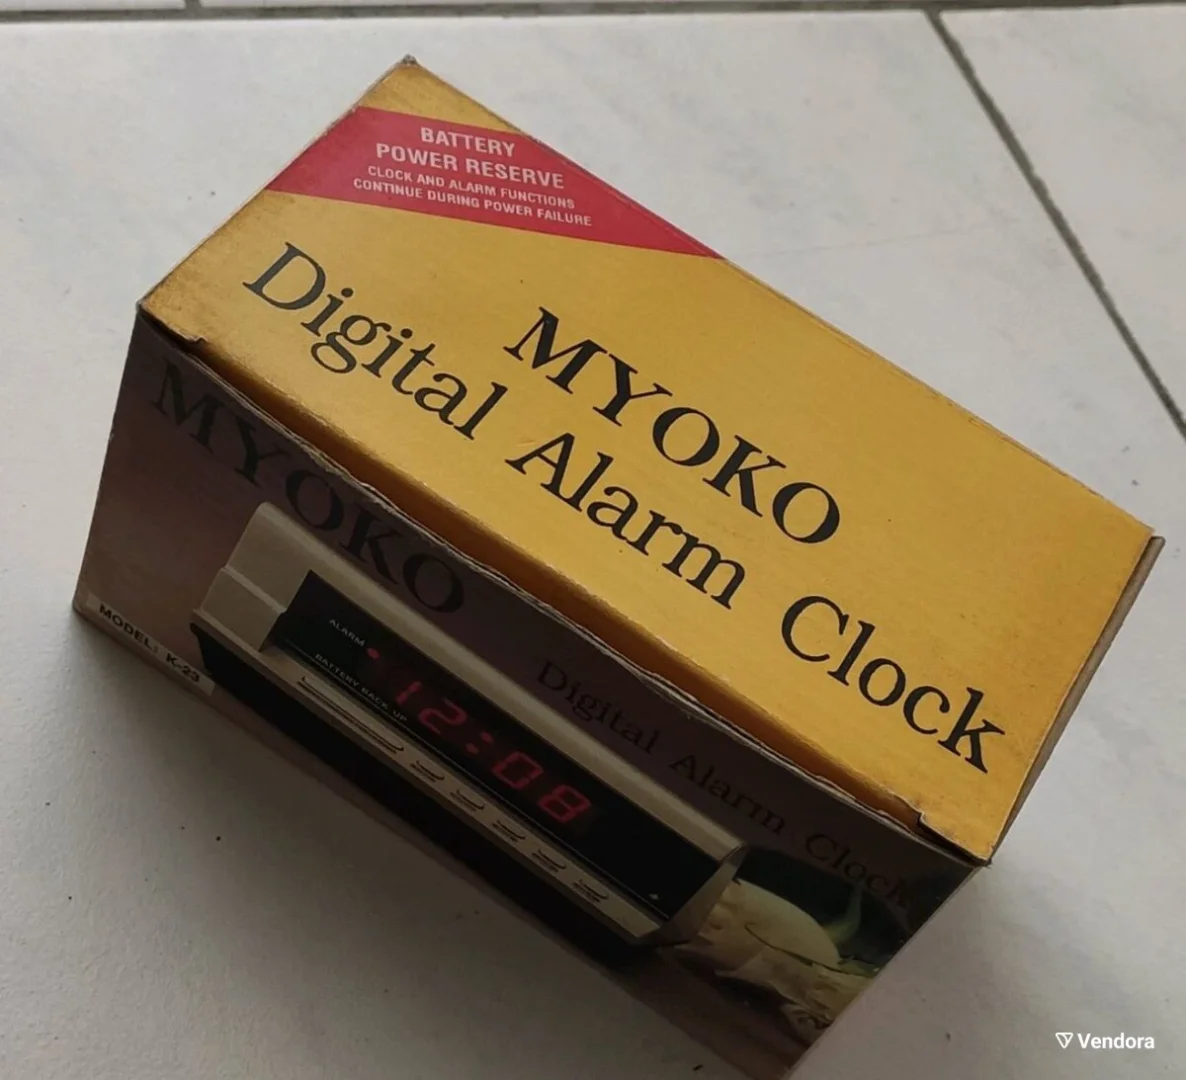 BATTERY
POWER RESERVE
CLOCK AND ALARM FUNCTIONS
CONTINUE DURING POWER FAILURE
MYOKO
Digital Alarm Clock
MYOKO
Digital Alarm Clock
MODEL: K-23
ALARM
BATTERY BACK UP
12:08
Vendora